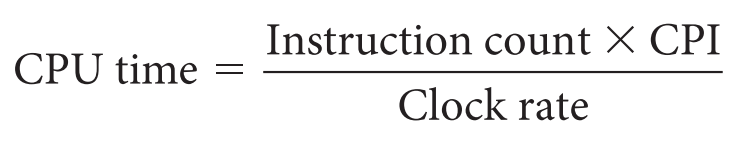 CPU time = Instruction count × CPI
Clock rate